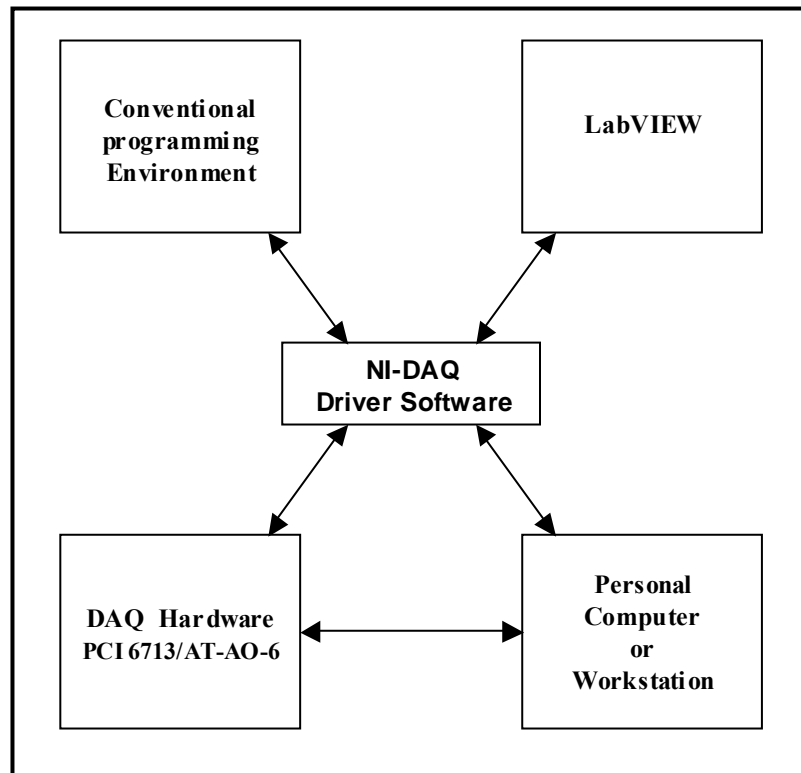 Conventional
programming
Environment
LabVIEW
NI-DAQ
Driver Software
DAQ Hardware
PCI 6713/AT-AO-6
Personal
Computer
or
Workstation